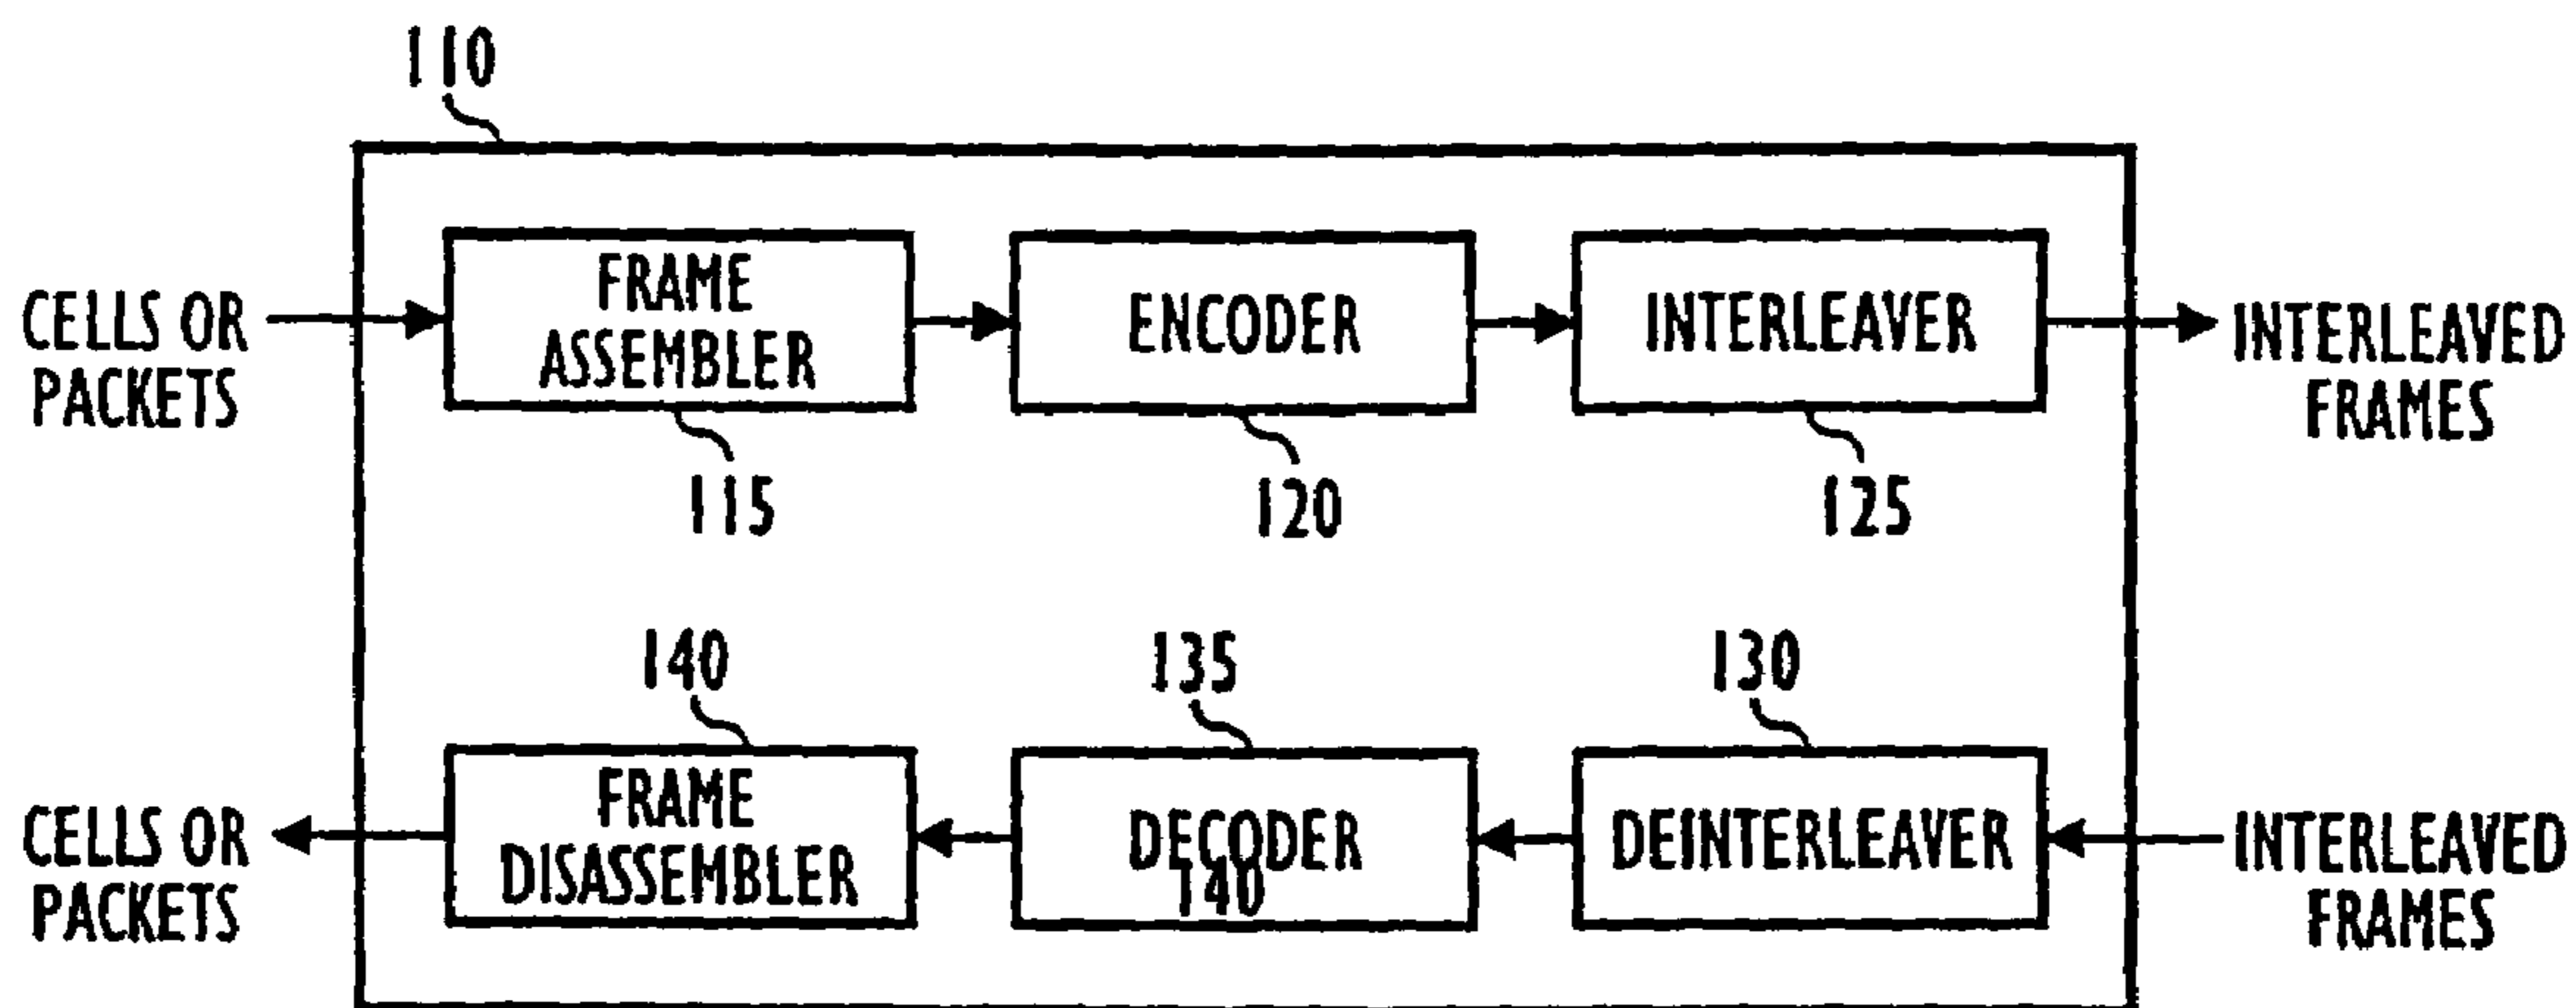 110
CELLS OR
PACKETS
FRAME
ASSEMBLER
ENCODER
INTERLEAVER
INTERLEAVED
FRAMES
115
120
125
140
135
130
CELLS OR
PACKETS
FRAME
DISASSEMBLER
DECODER
140
DEINTERLEAVER
INTERLEAVED
FRAMES